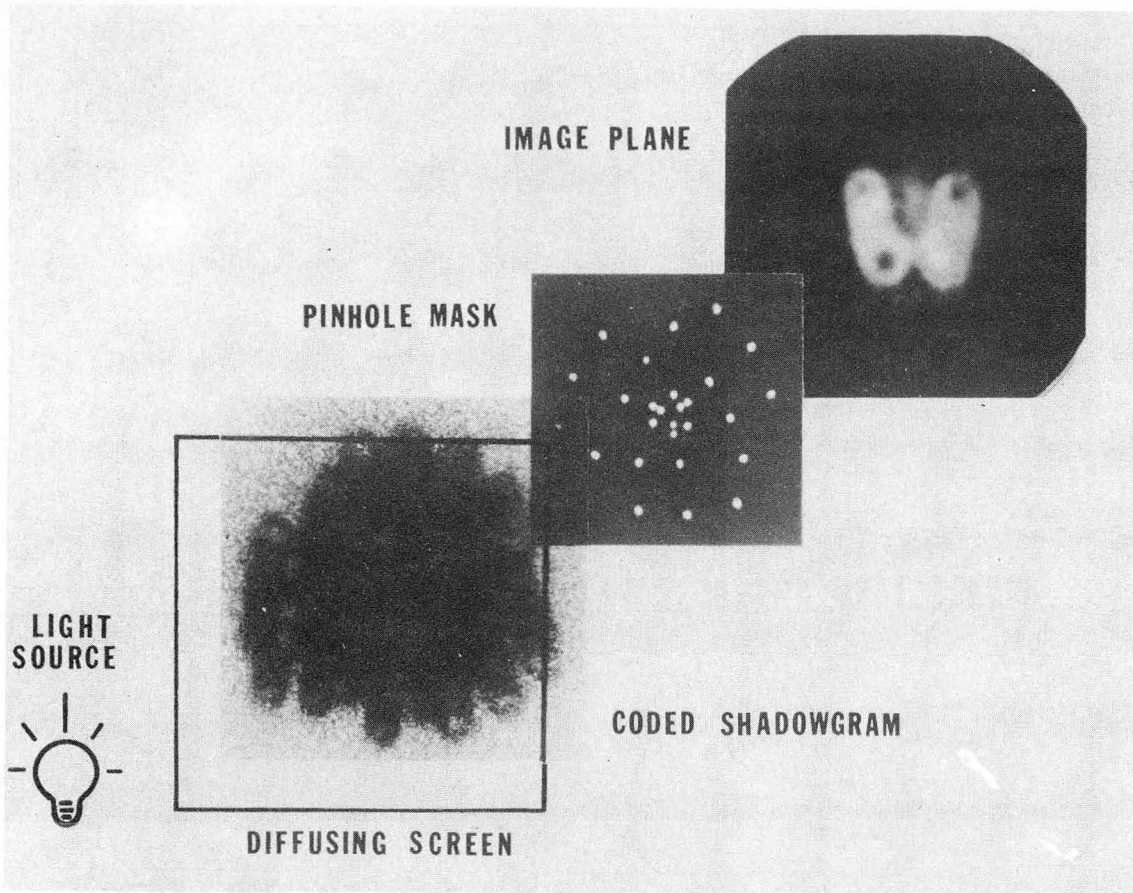 IMAGE PLANE
PINHOLE MASK
LIGHT
SOURCE
CODED SHADOWGRAM
DIFFUSING SCREEN